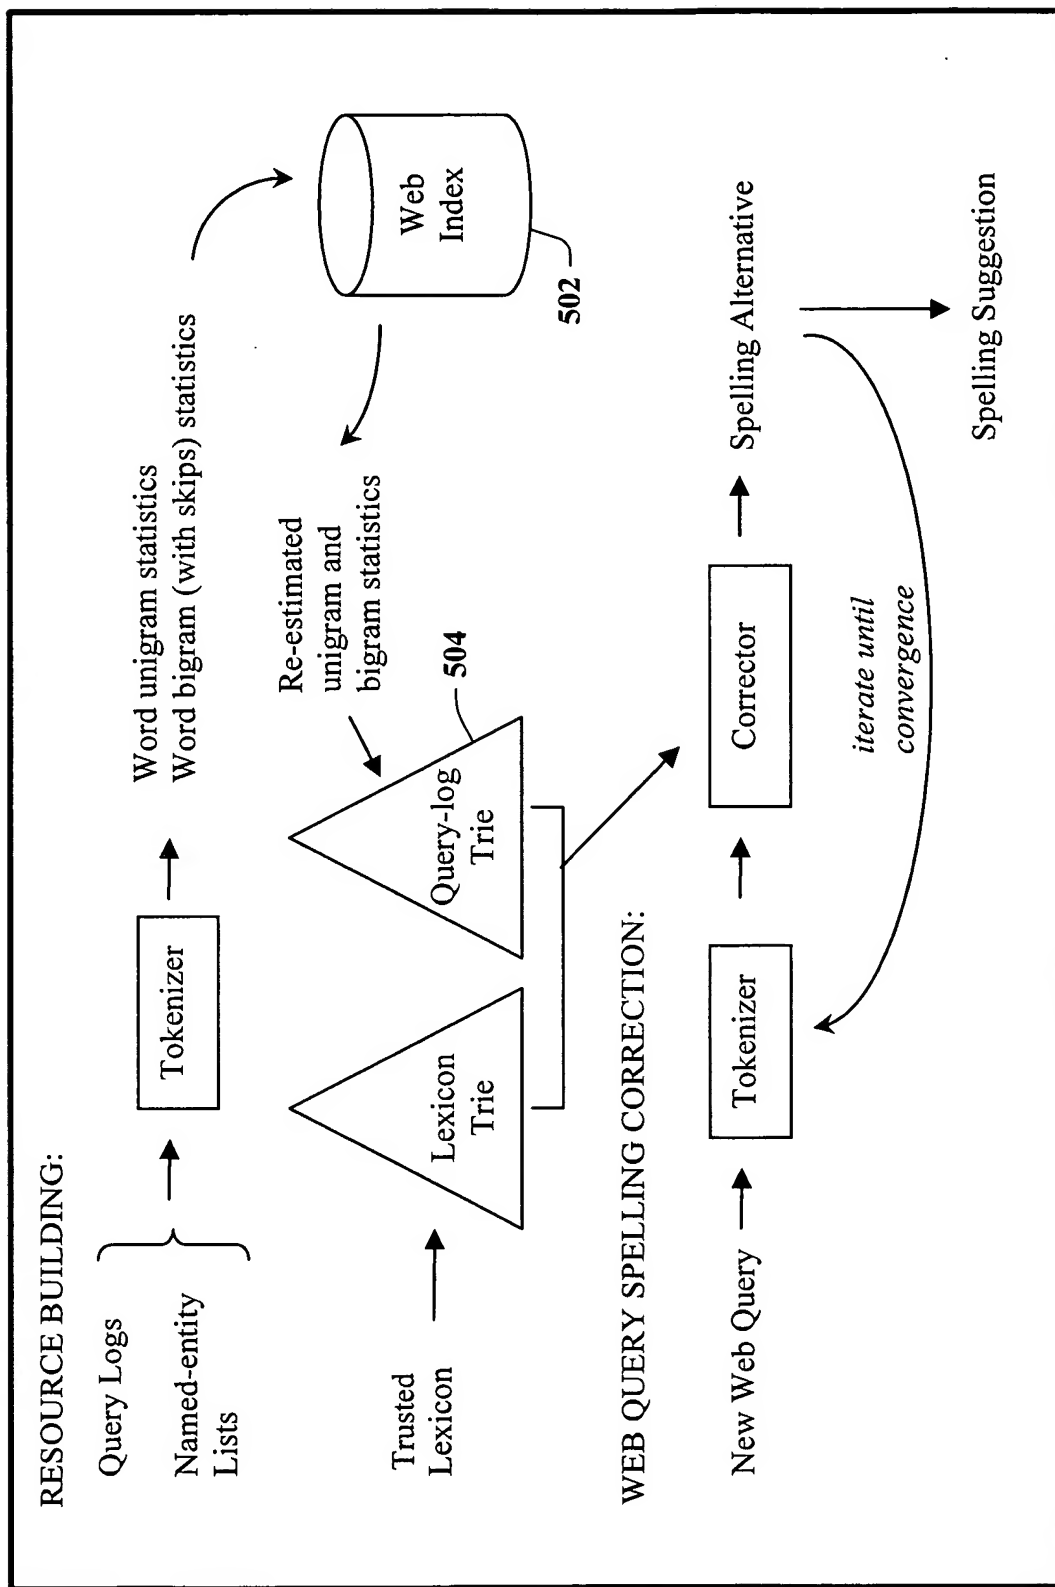 RESOURCE BUILDING:
Query Logs
Named-entity
Lists
Tokenizer
Word unigram statistics
Word bigram (with skips) statistics
Web
Index
502
Re-estimated
unigram and
bigram statistics
504
Query-log
Trie
Lexicon
Trie
Trusted
Lexicon
WEB QUERY SPELLING CORRECTION:
New Web Query
Tokenizer
Corrector
Spelling Alternative
iterate until
convergence
Spelling Suggestion